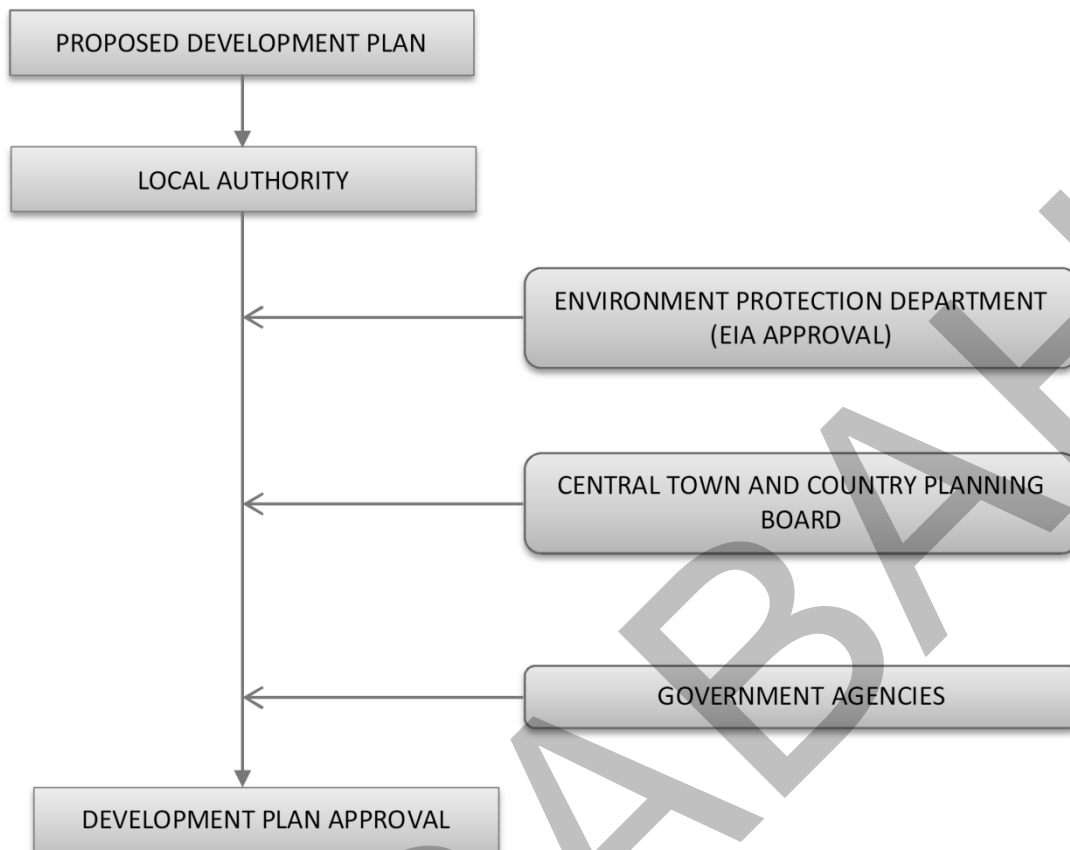 PROPOSED DEVELOPMENT PLAN
LOCAL AUTHORITY
ENVIRONMENT PROTECTION DEPARTMENT
(EIA APPROVAL)
CENTRAL TOWN AND COUNTRY PLANNING
BOARD
GOVERNMENT AGENCIES
DEVELOPMENT PLAN APPROVAL